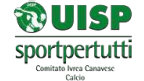 UISP
sportpertutti
Comitato Ivrea Canavese
Calcio